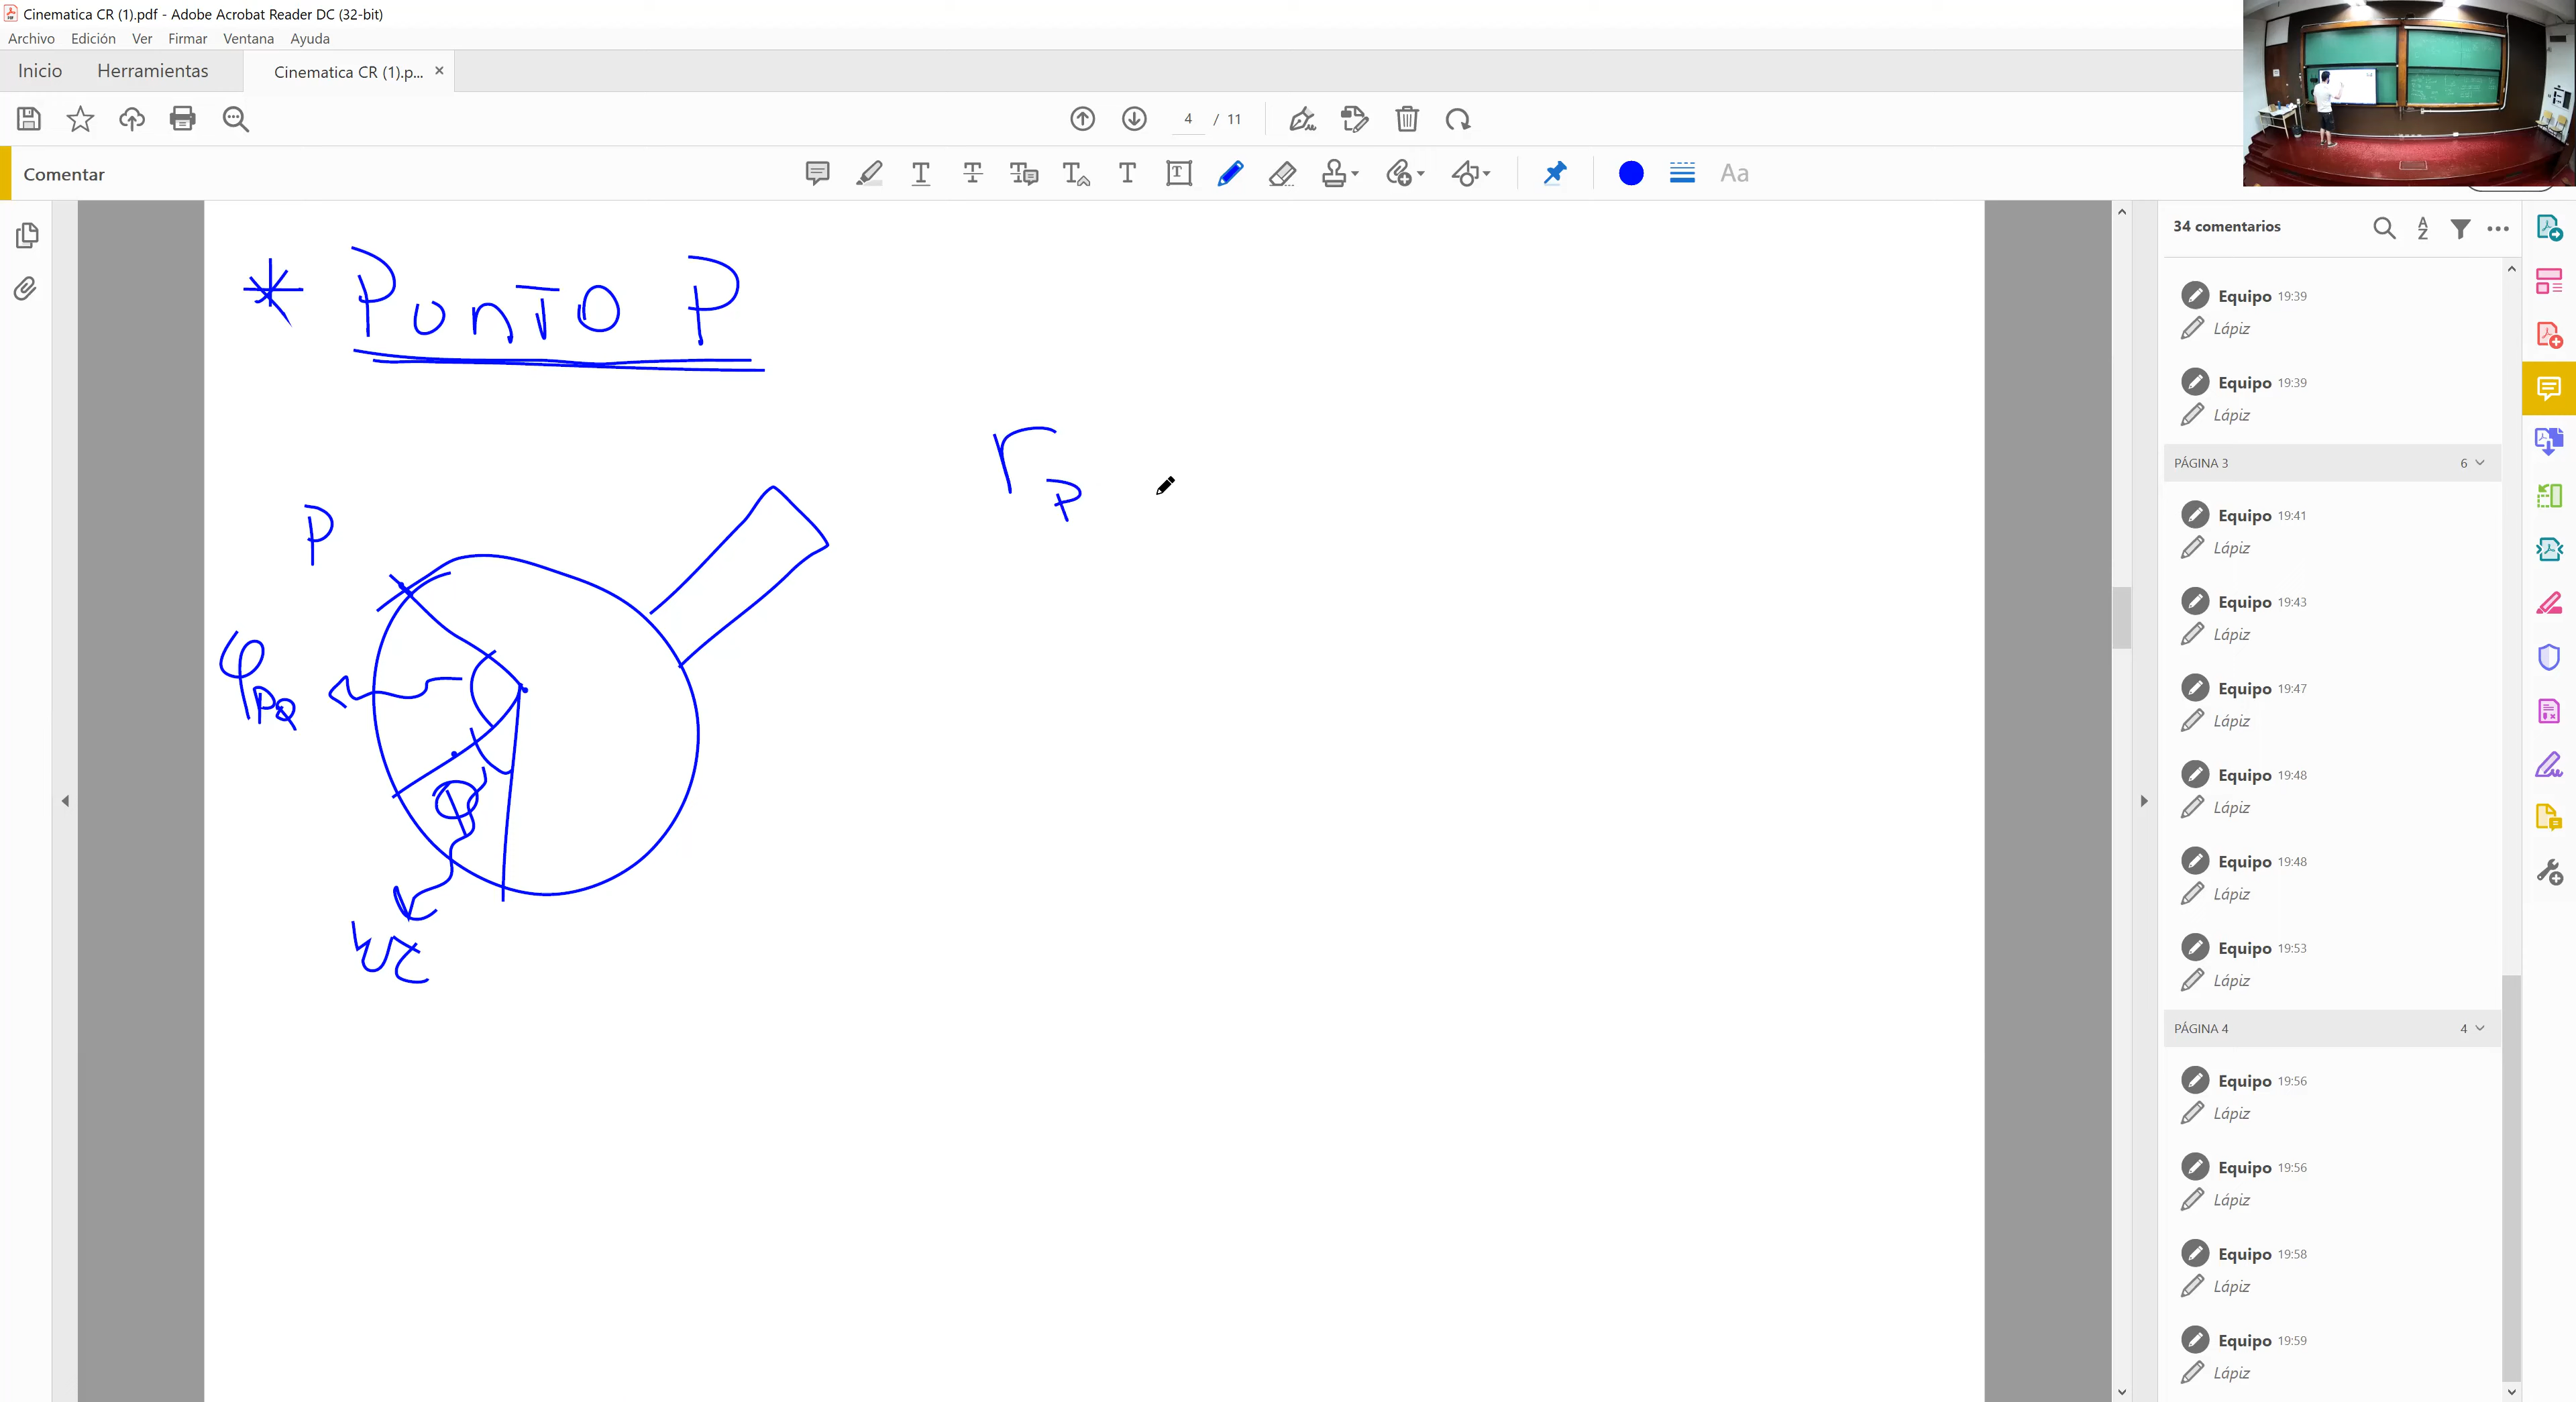 Cinematica CR (1).pdf - Adobe Acrobat Reader DC (32-bit)
Archivo Edición Ver Firmar Ventana Ayuda
Inicio Herramientas Cinematica CR (1).p... ×
4 / 11
Comentar
Aa
34 comentarios
* PUNTO P
r P
P
φ PQ
φ
Equipo 19:39
Lápiz
Equipo 19:39
Lápiz
PÁGINA 3 6
Equipo 19:41
Lápiz
Equipo 19:43
Lápiz
Equipo 19:47
Lápiz
Equipo 19:48
Lápiz
Equipo 19:48
Lápiz
Equipo 19:53
Lápiz
PÁGINA 4 4
Equipo 19:56
Lápiz
Equipo 19:56
Lápiz
Equipo 19:58
Lápiz
Equipo 19:59
Lápiz